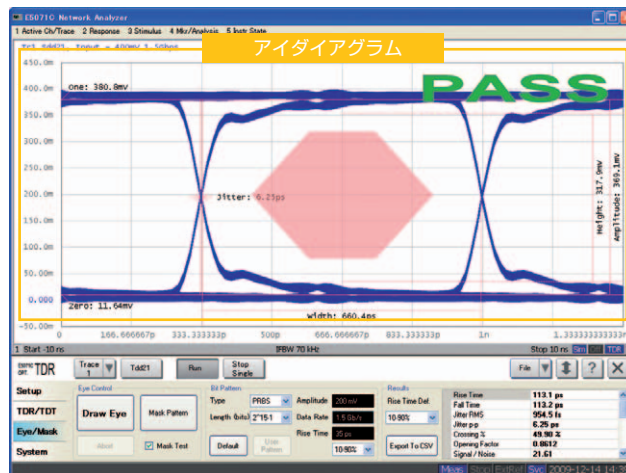 E5071C Network Analyzer
1 Active Ch/Trace 2 Response 3 Stimulus 4 Mkr/Analysis 5 Instr State
アイダイアグラム
450.0m
400.0m
350.0m
300.0m
250.0m
200.0m
150.0m
100.0m
50.00m
0.000
-50.00m
One: 380.8mv
PASS
Jitter: 6.25ps
Height: 317.9mv
Amplitude: 369.1mv
Zero: 11.64mv
Width: 660.4ps
0 166.666667p 333.333333p 500p 666.666667p 833.333333p 1n 1.33333333333n
1 Start -10 ns IFBW 70 kHz Stop 10 ns
TDR Trace 1 Tdd21 Run Stop Single File ?
Setup
TDR/TDT
Eye/Mask
System
Eye Control
Draw Eye Mask Pattern
Abort Mask Test
Bit Pattern
Type PRBS Amplitude 200 mV
Length (bits) 2^15-1 Data Rate 1.5 Gb/s
Rise Time 35 ps
Default User Pattern 10-90%
Results
Rise Time Def.
10-90%
Export To CSV
Rise Time 113.1 ps
Fall Time 113.2 ps
Jitter RMS 954.5 fs
Jitter p-p 6.25 ps
Crossing % 49.90 %
Opening Factor 0.8612
Signal / Noise 21.61
Meas Stop ExtRef Svc 2009-12-14 14:35